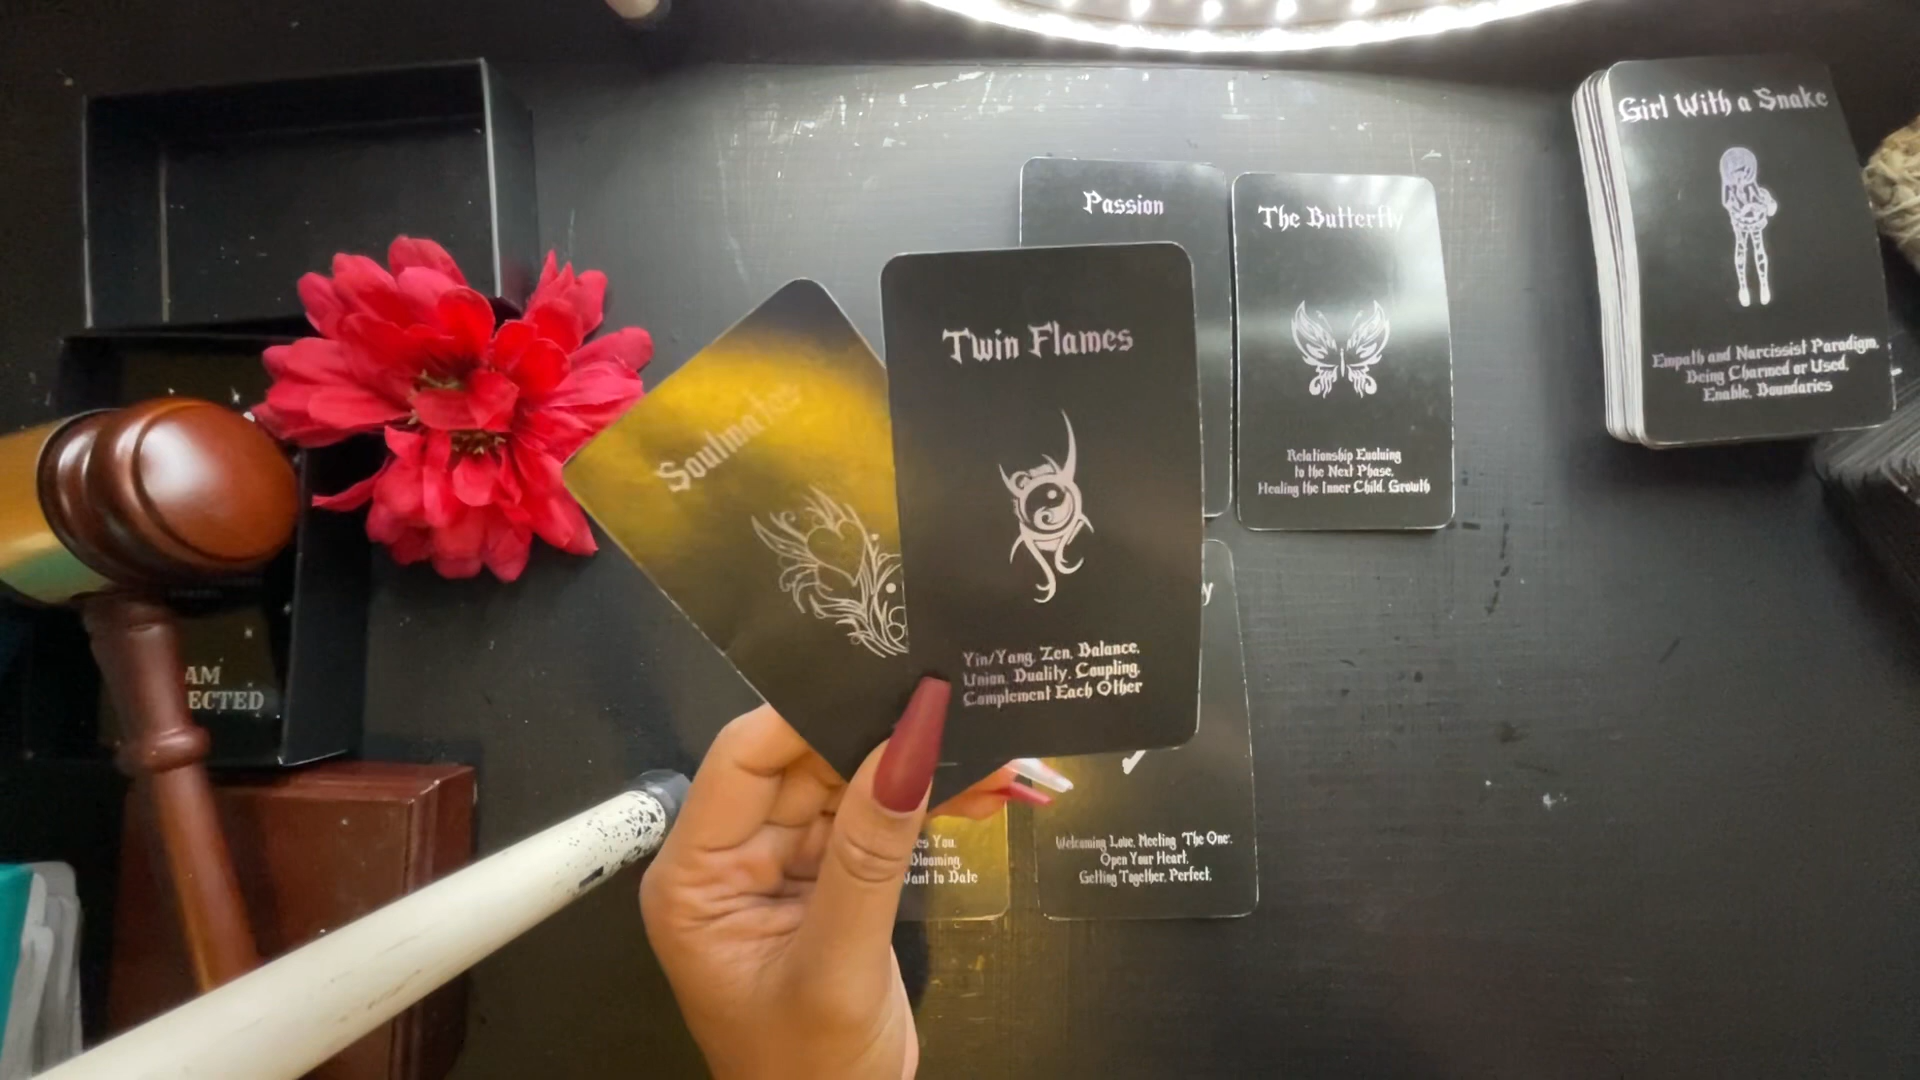 Girl With a Snake
Empath and Narcissist Paradigm.
Being Charmed or Used.
Enable. Boundaries
Passion
The Butterfly
Relationship Evolving
to the Next Phase.
Healing the Inner Child. Growth
Soulmates
Twin Flames
Yin/Yang. Zen. Balance.
Union. Duality. Coupling.
Complement Each Other
y
AM
ECTED
es You.
Blooming.
Want to Date
Welcoming Love. Meeting 'The One'.
Open Your Heart.
Getting Together. Perfect.